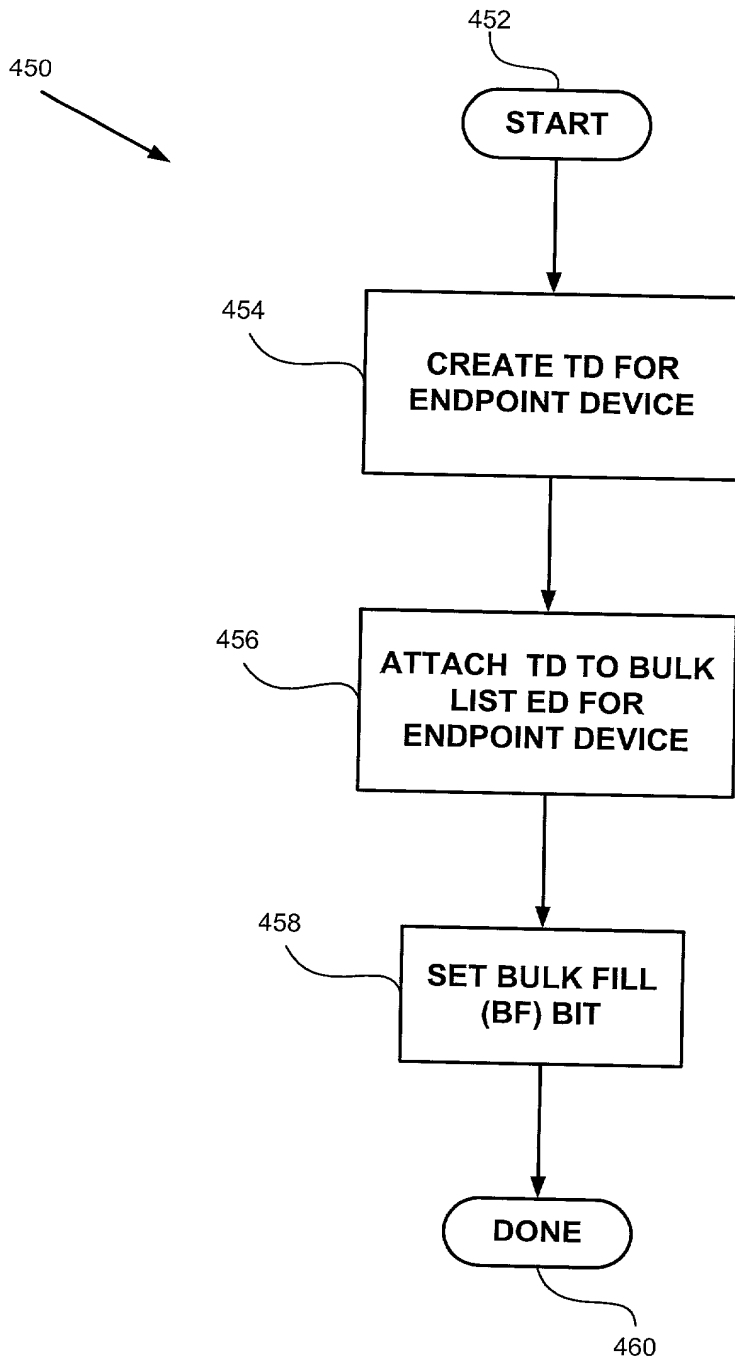 452
450
START
454
CREATE TD FOR
ENDPOINT DEVICE
456
ATTACH TD TO BULK
LIST ED FOR
ENDPOINT DEVICE
458
SET BULK FILL
(BF) BIT
DONE
460